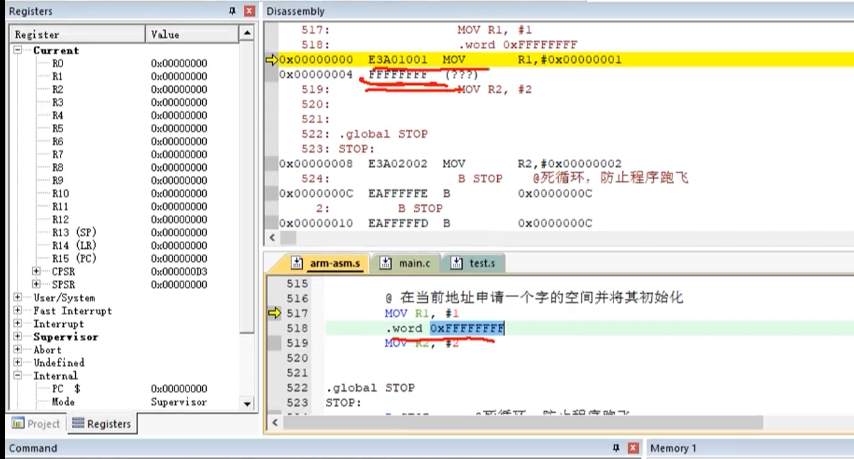 Registers
Disassembly
Register Value
Current
R0 0x00000000
R1 0x00000000
R2 0x00000000
R3 0x00000000
R4 0x00000000
R5 0x00000000
R6 0x00000000
R7 0x00000000
R8 0x00000000
R9 0x00000000
R10 0x00000000
R11 0x00000000
R12 0x00000000
R13 (SP) 0x00000000
R14 (LR) 0x00000000
R15 (PC) 0x00000000
CPSR 0x000000D3
SPSR 0x00000000
User/System
Fast Interrupt
Interrupt
Supervisor
Abort
Undefined
Internal
PC $ 0x00000000
Mode Supervisor
Project Registers
517: MOV R1, #1
518: .word 0xFFFFFFFF
0x00000000 E3A01001 MOV R1,#0x00000001
0x00000004 FFFFFFFF (???)
519: MOV R2, #2
520:
521:
522: .global STOP
523: STOP:
0x00000008 E3A02002 MOV R2,#0x00000002
524: B STOP @死循环，防止程序跑飞
0x0000000C EAFFFFFE B 0x0000000C
2: B STOP
0x00000010 EAFFFFFD B 0x0000000C
arm-asm.s main.c test.s
515
516 @ 在当前地址申请一个字的空间并将其初始化
517 MOV R1, #1
518 .word 0xFFFFFFFF
519 MOV R2, #2
520
521
522 .global STOP
523 STOP:
Command
Memory 1